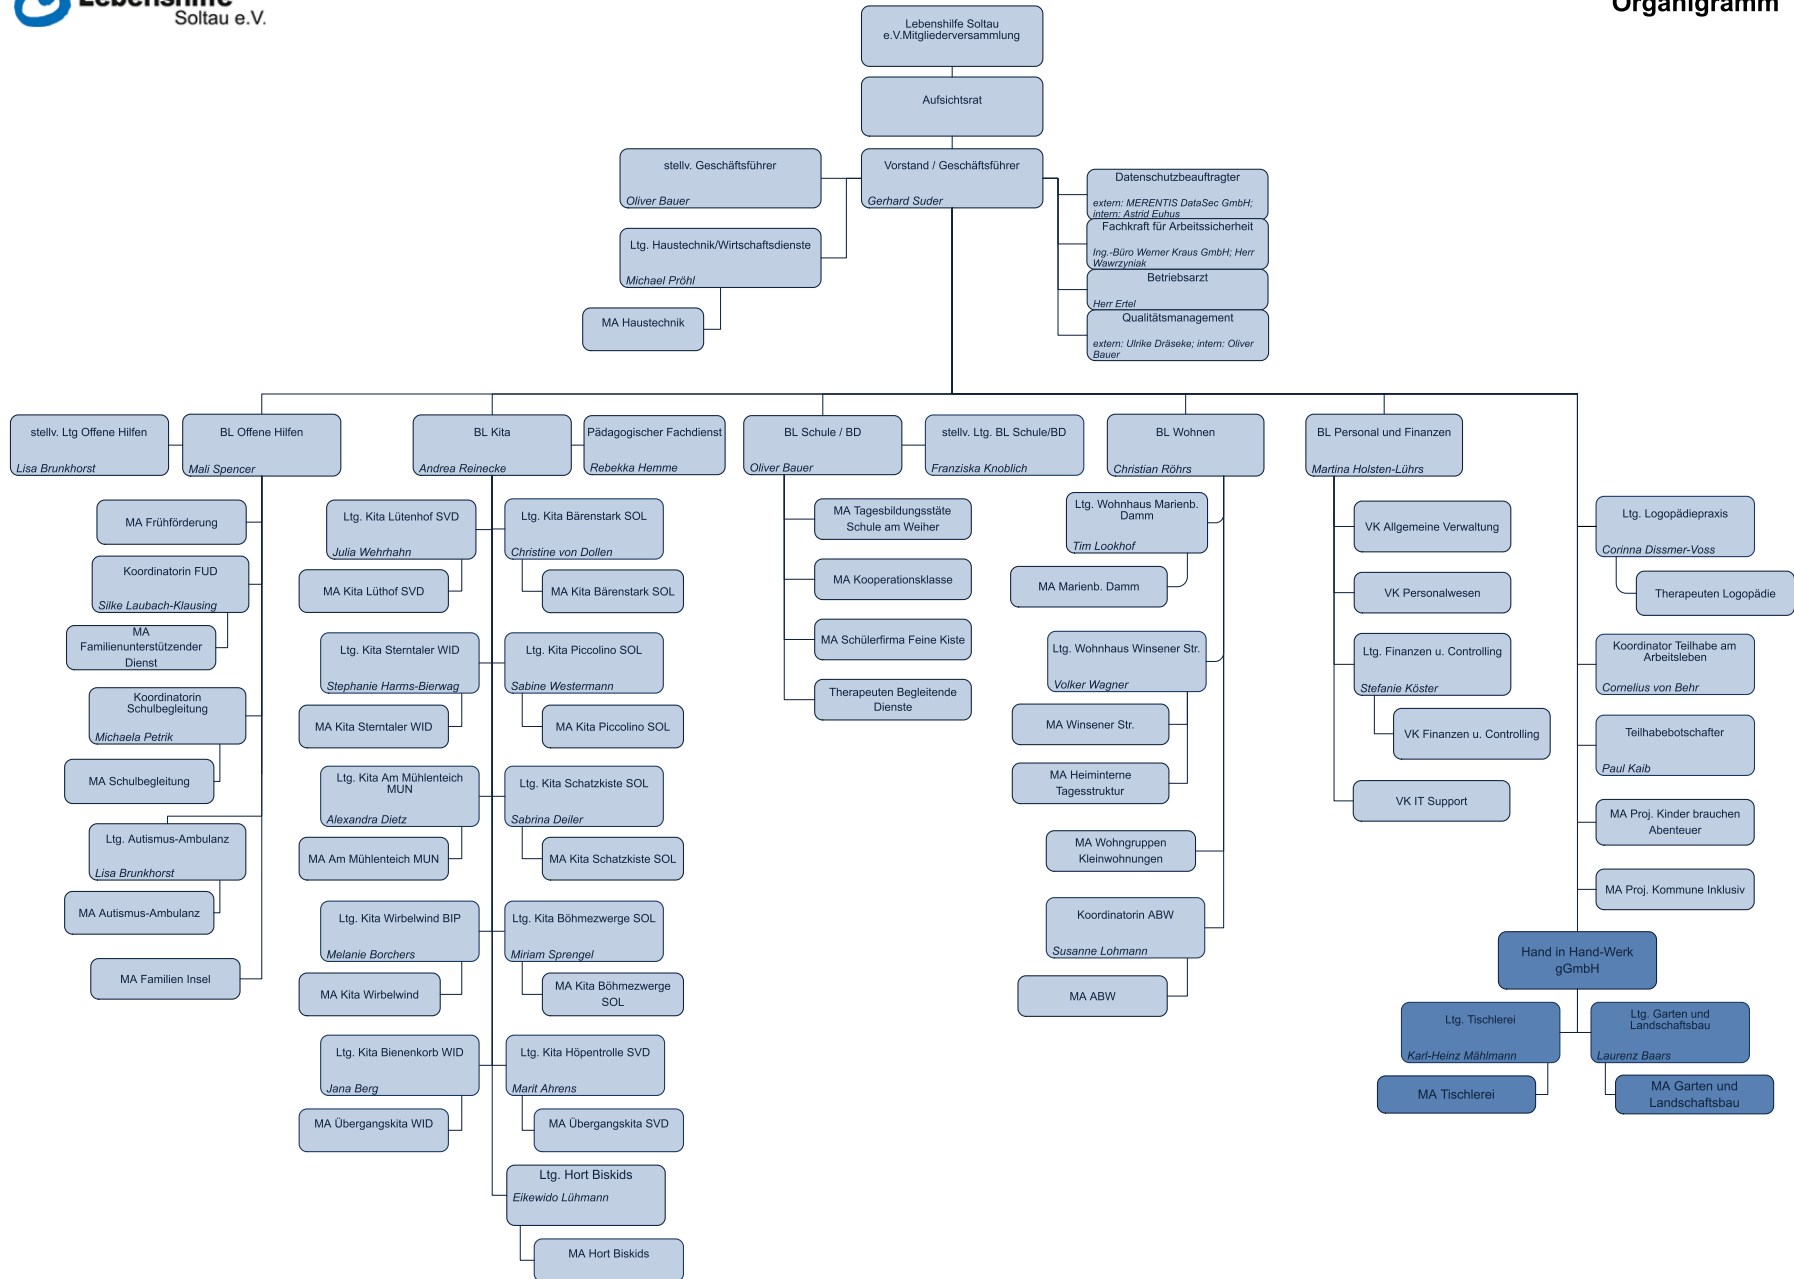 Lebenshilfe
Soltau e.V.
Organigramm
Lebenshilfe Soltau
e.V.Mitgliederversammlung
Aufsichtsrat
stellv. Geschäftsführer
Oliver Bauer
Vorstand / Geschäftsführer
Gerhard Suder
Datenschutzbeauftragter
extern: MERENTIS DataSec GmbH;
intern: Astrid Euhus
Fachkraft für Arbeitssicherheit
Ing.-Büro Werner Kraus GmbH; Herr
Wawrzyniak
Betriebsarzt
Herr Ertel
Qualitätsmanagement
extern: Ulrike Dräseke; intern: Oliver
Bauer
Ltg. Haustechnik/Wirtschaftsdienste
Michael Pröhl
MA Haustechnik
stellv. Ltg Offene Hilfen
Lisa Brunkhorst
BL Offene Hilfen
Mali Spencer
BL Kita
Andrea Reinecke
Pädagogischer Fachdienst
Rebekka Hemme
BL Schule / BD
Oliver Bauer
stellv. Ltg. BL Schule/BD
Franziska Knoblich
BL Wohnen
Christian Röhrs
BL Personal und Finanzen
Martina Holsten-Lührs
MA Frühförderung
Koordinatorin FUD
Silke Laubach-Klausing
MA
Familienunterstützender
Dienst
Koordinatorin
Schulbegleitung
Michaela Petrik
MA Schulbegleitung
Ltg. Autismus-Ambulanz
Lisa Brunkhorst
MA Autismus-Ambulanz
MA Familien Insel
Ltg. Kita Lütenhof SVD
Julia Wehrhahn
MA Kita Lüthof SVD
Ltg. Kita Sterntaler WID
Stephanie Harms-Bierwag
MA Kita Sterntaler WID
Ltg. Kita Am Mühlenteich
MUN
Alexandra Dietz
MA Am Mühlenteich MUN
Ltg. Kita Wirbelwind BIP
Melanie Borchers
MA Kita Wirbelwind
Ltg. Kita Bienenkorb WID
Jana Berg
MA Übergangskita WID
Ltg. Kita Bärenstark SOL
Christine von Dollen
MA Kita Bärenstark SOL
Ltg. Kita Piccolino SOL
Sabine Westermann
MA Kita Piccolino SOL
Ltg. Kita Schatzkiste SOL
Sabrina Deiler
MA Kita Schatzkiste SOL
Ltg. Kita Böhmezwerge SOL
Miriam Sprengel
MA Kita Böhmezwerge
SOL
Ltg. Kita Höpentrolle SVD
Marit Ahrens
MA Übergangskita SVD
Ltg. Hort Biskids
Eikewido Lühmann
MA Hort Biskids
MA Tagesbildungsstäte
Schule am Weiher
MA Kooperationsklasse
MA Schülerfirma Feine Kiste
Therapeuten Begleitende
Dienste
Ltg. Wohnhaus Marienb.
Damm
Tim Lookhof
MA Marienb. Damm
Ltg. Wohnhaus Winsener Str.
Volker Wagner
MA Winsener Str.
MA Heiminterne
Tagesstruktur
MA Wohngruppen
Kleinwohnungen
Koordinatorin ABW
Susanne Lohmann
MA ABW
VK Allgemeine Verwaltung
VK Personalwesen
Ltg. Finanzen u. Controlling
Stefanie Köster
VK Finanzen u. Controlling
VK IT Support
Ltg. Logopädiepraxis
Corinna Dissmer-Voss
Therapeuten Logopädie
Koordinator Teilhabe am
Arbeitsleben
Cornelius von Behr
Teilhabebotschafter
Paul Kaib
MA Proj. Kinder brauchen
Abenteuer
MA Proj. Kommune Inklusiv
Hand in Hand-Werk
gGmbH
Ltg. Tischlerei
Karl-Heinz Mählmann
MA Tischlerei
Ltg. Garten und
Landschaftsbau
Laurenz Baars
MA Garten und
Landschaftsbau